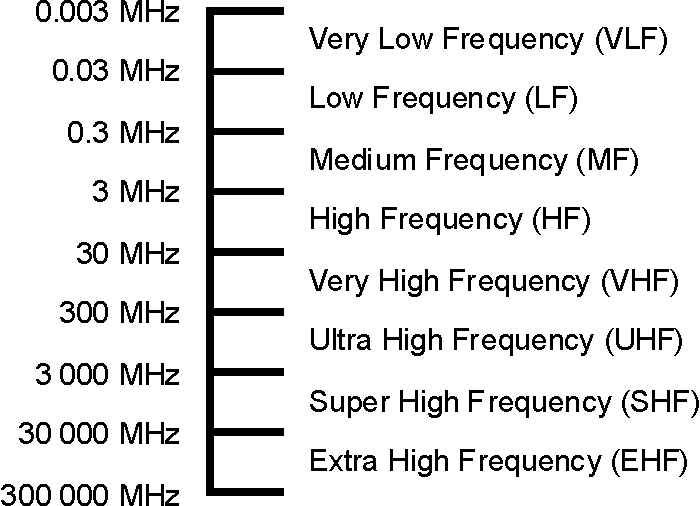 0.003 MHz
Very Low Frequency (VLF)
0.03 MHz
Low Frequency (LF)
0.3 MHz
Medium Frequency (MF)
3 MHz
High Frequency (HF)
30 MHz
Very High Frequency (VHF)
300 MHz
Ultra High Frequency (UHF)
3 000 MHz
Super High Frequency (SHF)
30 000 MHz
Extra High Frequency (EHF)
300 000 MHz